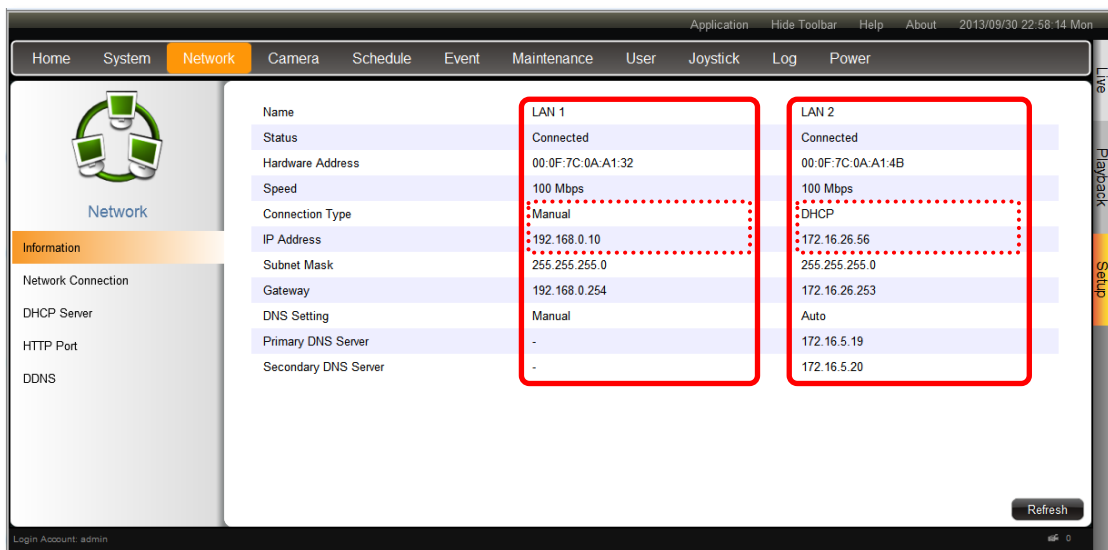 Application Hide Toolbar Help About 2013/09/30 22:58:14 Mon
Home System Network Camera Schedule Event Maintenance User Joystick Log Power
Live
Playback
Setup
Network
Information
Network Connection
DHCP Server
HTTP Port
DDNS
Name LAN 1 LAN 2
Status Connected Connected
Hardware Address 00:0F:7C:0A:A1:32 00:0F:7C:0A:A1:4B
Speed 100 Mbps 100 Mbps
Connection Type Manual DHCP
IP Address 192.168.0.10 172.16.26.56
Subnet Mask 255.255.255.0 255.255.255.0
Gateway 192.168.0.254 172.16.26.253
DNS Setting Manual Auto
Primary DNS Server - 172.16.5.19
Secondary DNS Server - 172.16.5.20
Refresh
Login Account: admin 0